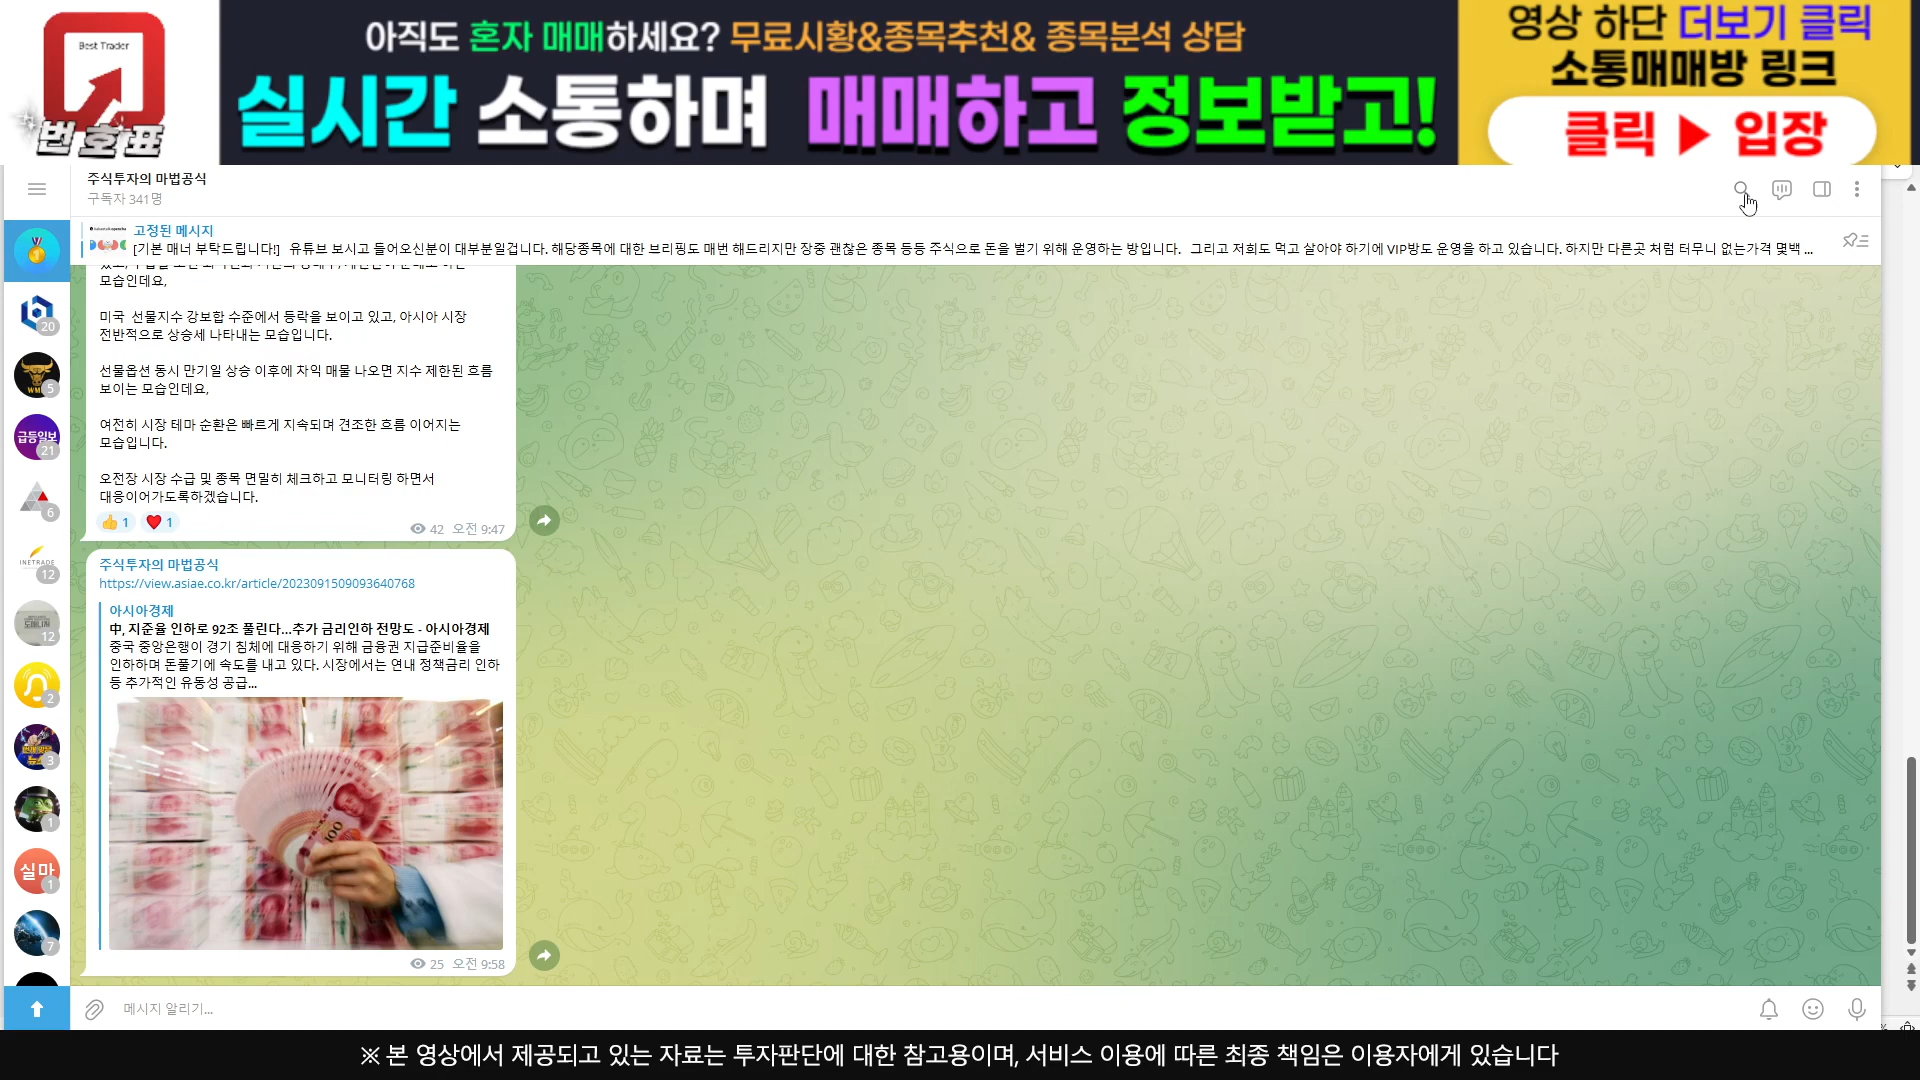 Best Trader
번호표
아직도 혼자 매매하세요? 무료시황&종목추천& 종목분석 상담
실시간 소통하며 매매하고 정보받고!
영상 하단 더보기 클릭
소통매매방 링크
클릭 ▶ 입장
주식투자의 마법공식
구독자 341명
고정된 메시지
[기본 매너 부탁드립니다!] 유튜브 보시고 들어오신분이 대부분일겁니다. 해당종목에 대한 브리핑도 매번 해드리지만 장중 괜찮은 종목 등등 주식으로 돈을 벌기 위해 운영하는 방입니다. 그리고 저희도 먹고 살아야 하기에 VIP방도 운영을 하고 있습니다. 하지만 다른곳 처럼 터무니 없는가격 몇백 ...
모습인데요,
미국 선물지수 강보합 수준에서 등락을 보이고 있고, 아시아 시장
전반적으로 상승세 나타내는 모습입니다.
선물옵션 동시 만기일 상승 이후에 차익 매물 나오면 지수 제한된 흐름
보이는 모습인데요,
여전히 시장 테마 순환은 빠르게 지속되며 견조한 흐름 이어지는
모습입니다.
오전장 시장 수급 및 종목 면밀히 체크하고 모니터링 하면서
대응이어가도록하겠습니다.
👍 1 ❤️ 1
42 오전 9:47
주식투자의 마법공식
https://view.asiae.co.kr/article/2023091509093640768
아시아경제
中, 지준율 인하로 92조 풀린다...추가 금리인하 전망도 - 아시아경제
중국 중앙은행이 경기 침체에 대응하기 위해 금융권 지급준비율을
인하하며 돈풀기에 속도를 내고 있다. 시장에서는 연내 정책금리 인하
등 추가적인 유동성 공급...
100
25 오전 9:58
20
WM
5
급등일보
21
6
INETRADE
12
12
2
3
1
실마
1
7
메시지 알리기...
※ 본 영상에서 제공되고 있는 자료는 투자판단에 대한 참고용이며, 서비스 이용에 따른 최종 책임은 이용자에게 있습니다